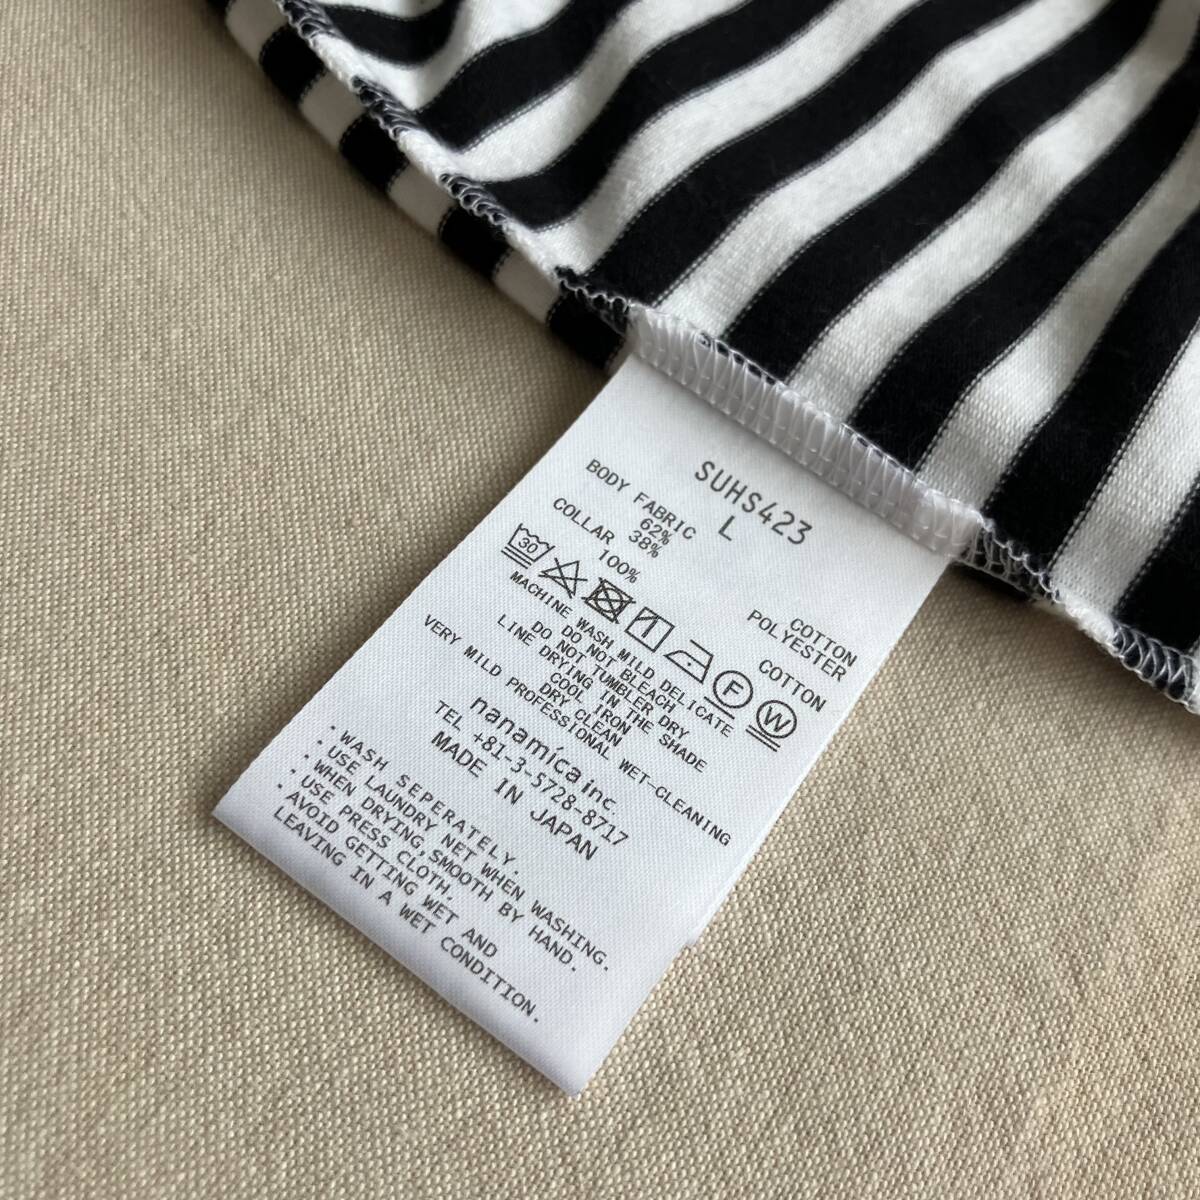 SUHS423
L
BODY FABRIC
62% COTTON
38% POLYESTER
COLLAR
100% COTTON
30 F W
MACHINE WASH MILD DELICATE
DO NOT BLEACH
DO NOT TUMBLER DRY
LINE DRYING IN THE SHADE
COOL IRON
DRY CLEAN
VERY MILD PROFESSIONAL WET-CLEANING
nanamica inc.
TEL +81-3-5728-8717
MADE IN JAPAN
・WASH SEPERATELY.
・USE LAUNDRY NET WHEN WASHING.
・WHEN DRYING,SMOOTH BY HAND.
・USE PRESS CLOTH.
・AVOID GETTING WET AND
LEAVING IN A WET CONDITION.